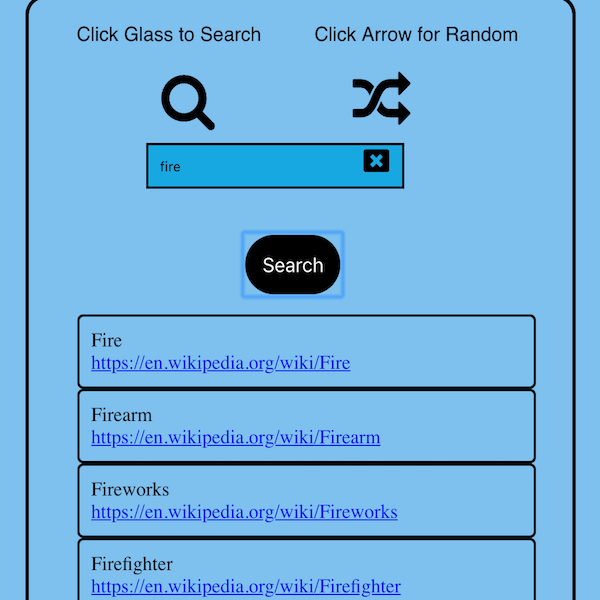 Click Glass to Search
Click Arrow for Random
fire
Search
Fire
https://en.wikipedia.org/wiki/Fire
Firearm
https://en.wikipedia.org/wiki/Firearm
Fireworks
https://en.wikipedia.org/wiki/Fireworks
Firefighter
https://en.wikipedia.org/wiki/Firefighter